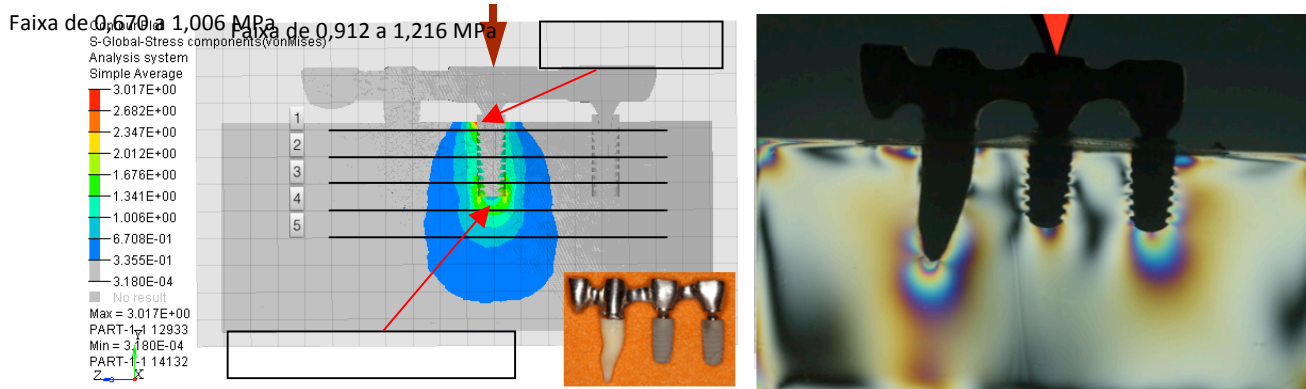 Faixa de 0,670 a 1,006 MPa
Faixa de 0,912 a 1,216 MPa
Contour Plot
S-Global-Stress components(vonMises)
Analysis system
Simple Average
3.017E+00
2.682E+00
2.347E+00
2.012E+00
1.676E+00
1.341E+00
1.006E+00
6.708E-01
3.355E-01
3.180E-04
No result
Max = 3.017E+00
PART-1-1 12933
Min = 3.180E-04
PART-1-1 14132
Y
Z
X
1
2
3
4
5